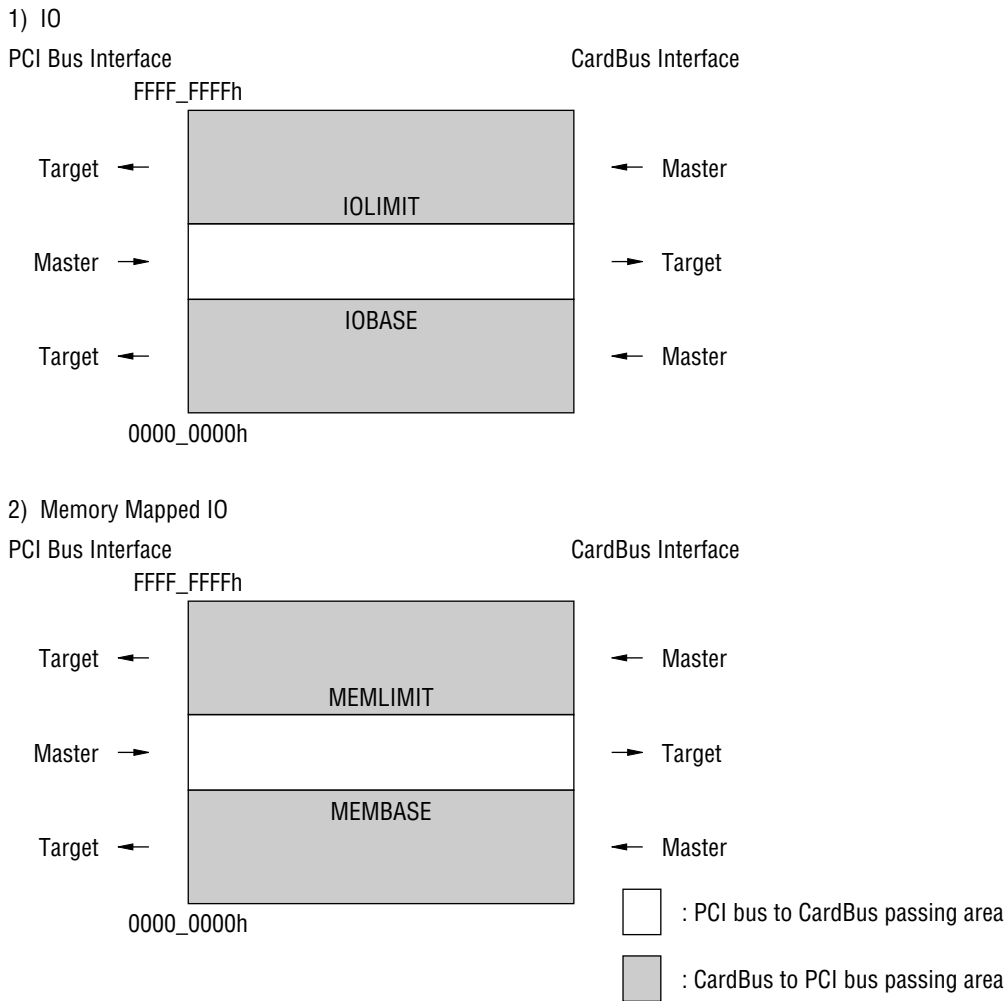 1) IO
PCI Bus Interface CardBus Interface
FFFF_FFFFh
Target Master
IOLIMIT
Master Target
IOBASE
Target Master
0000_0000h
2) Memory Mapped IO
PCI Bus Interface CardBus Interface
FFFF_FFFFh
Target Master
MEMLIMIT
Master Target
MEMBASE
Target Master
0000_0000h
: PCI bus to CardBus passing area
: CardBus to PCI bus passing area